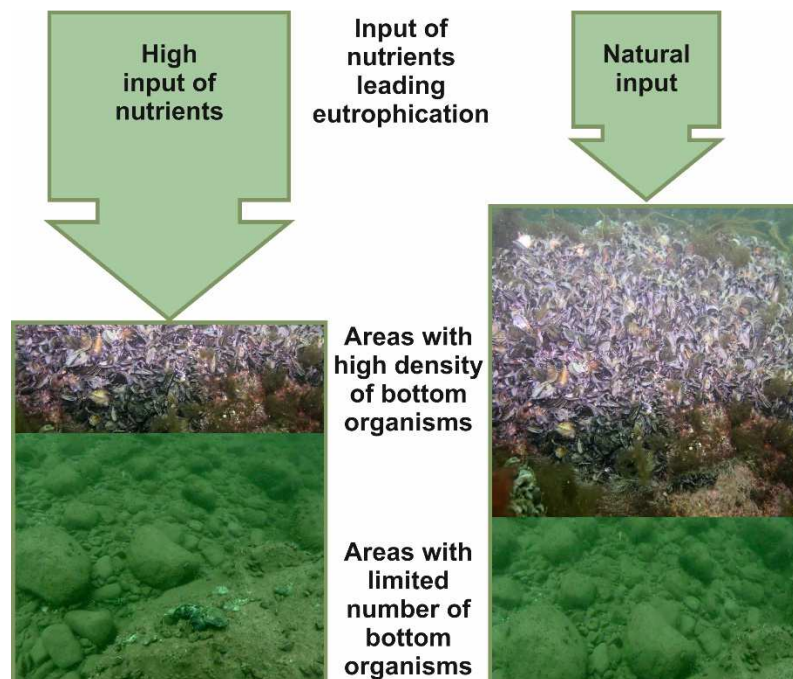 High
input of
nutrients
Input of
nutrients
leading
eutrophication
Natural
input
Areas with
high density
of bottom
organisms
Areas with
limited
number of
bottom
organisms